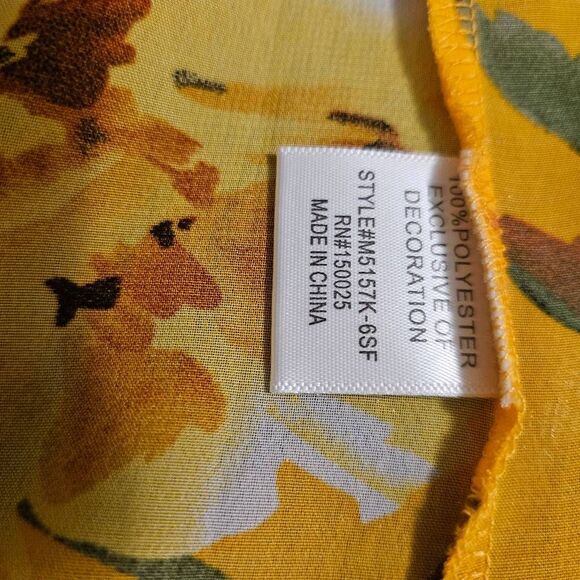 100%POLYESTER
EXCLUSIVE OF
DECORATION
STYLE#M5157K-6SF
RN#150025
MADE IN CHINA